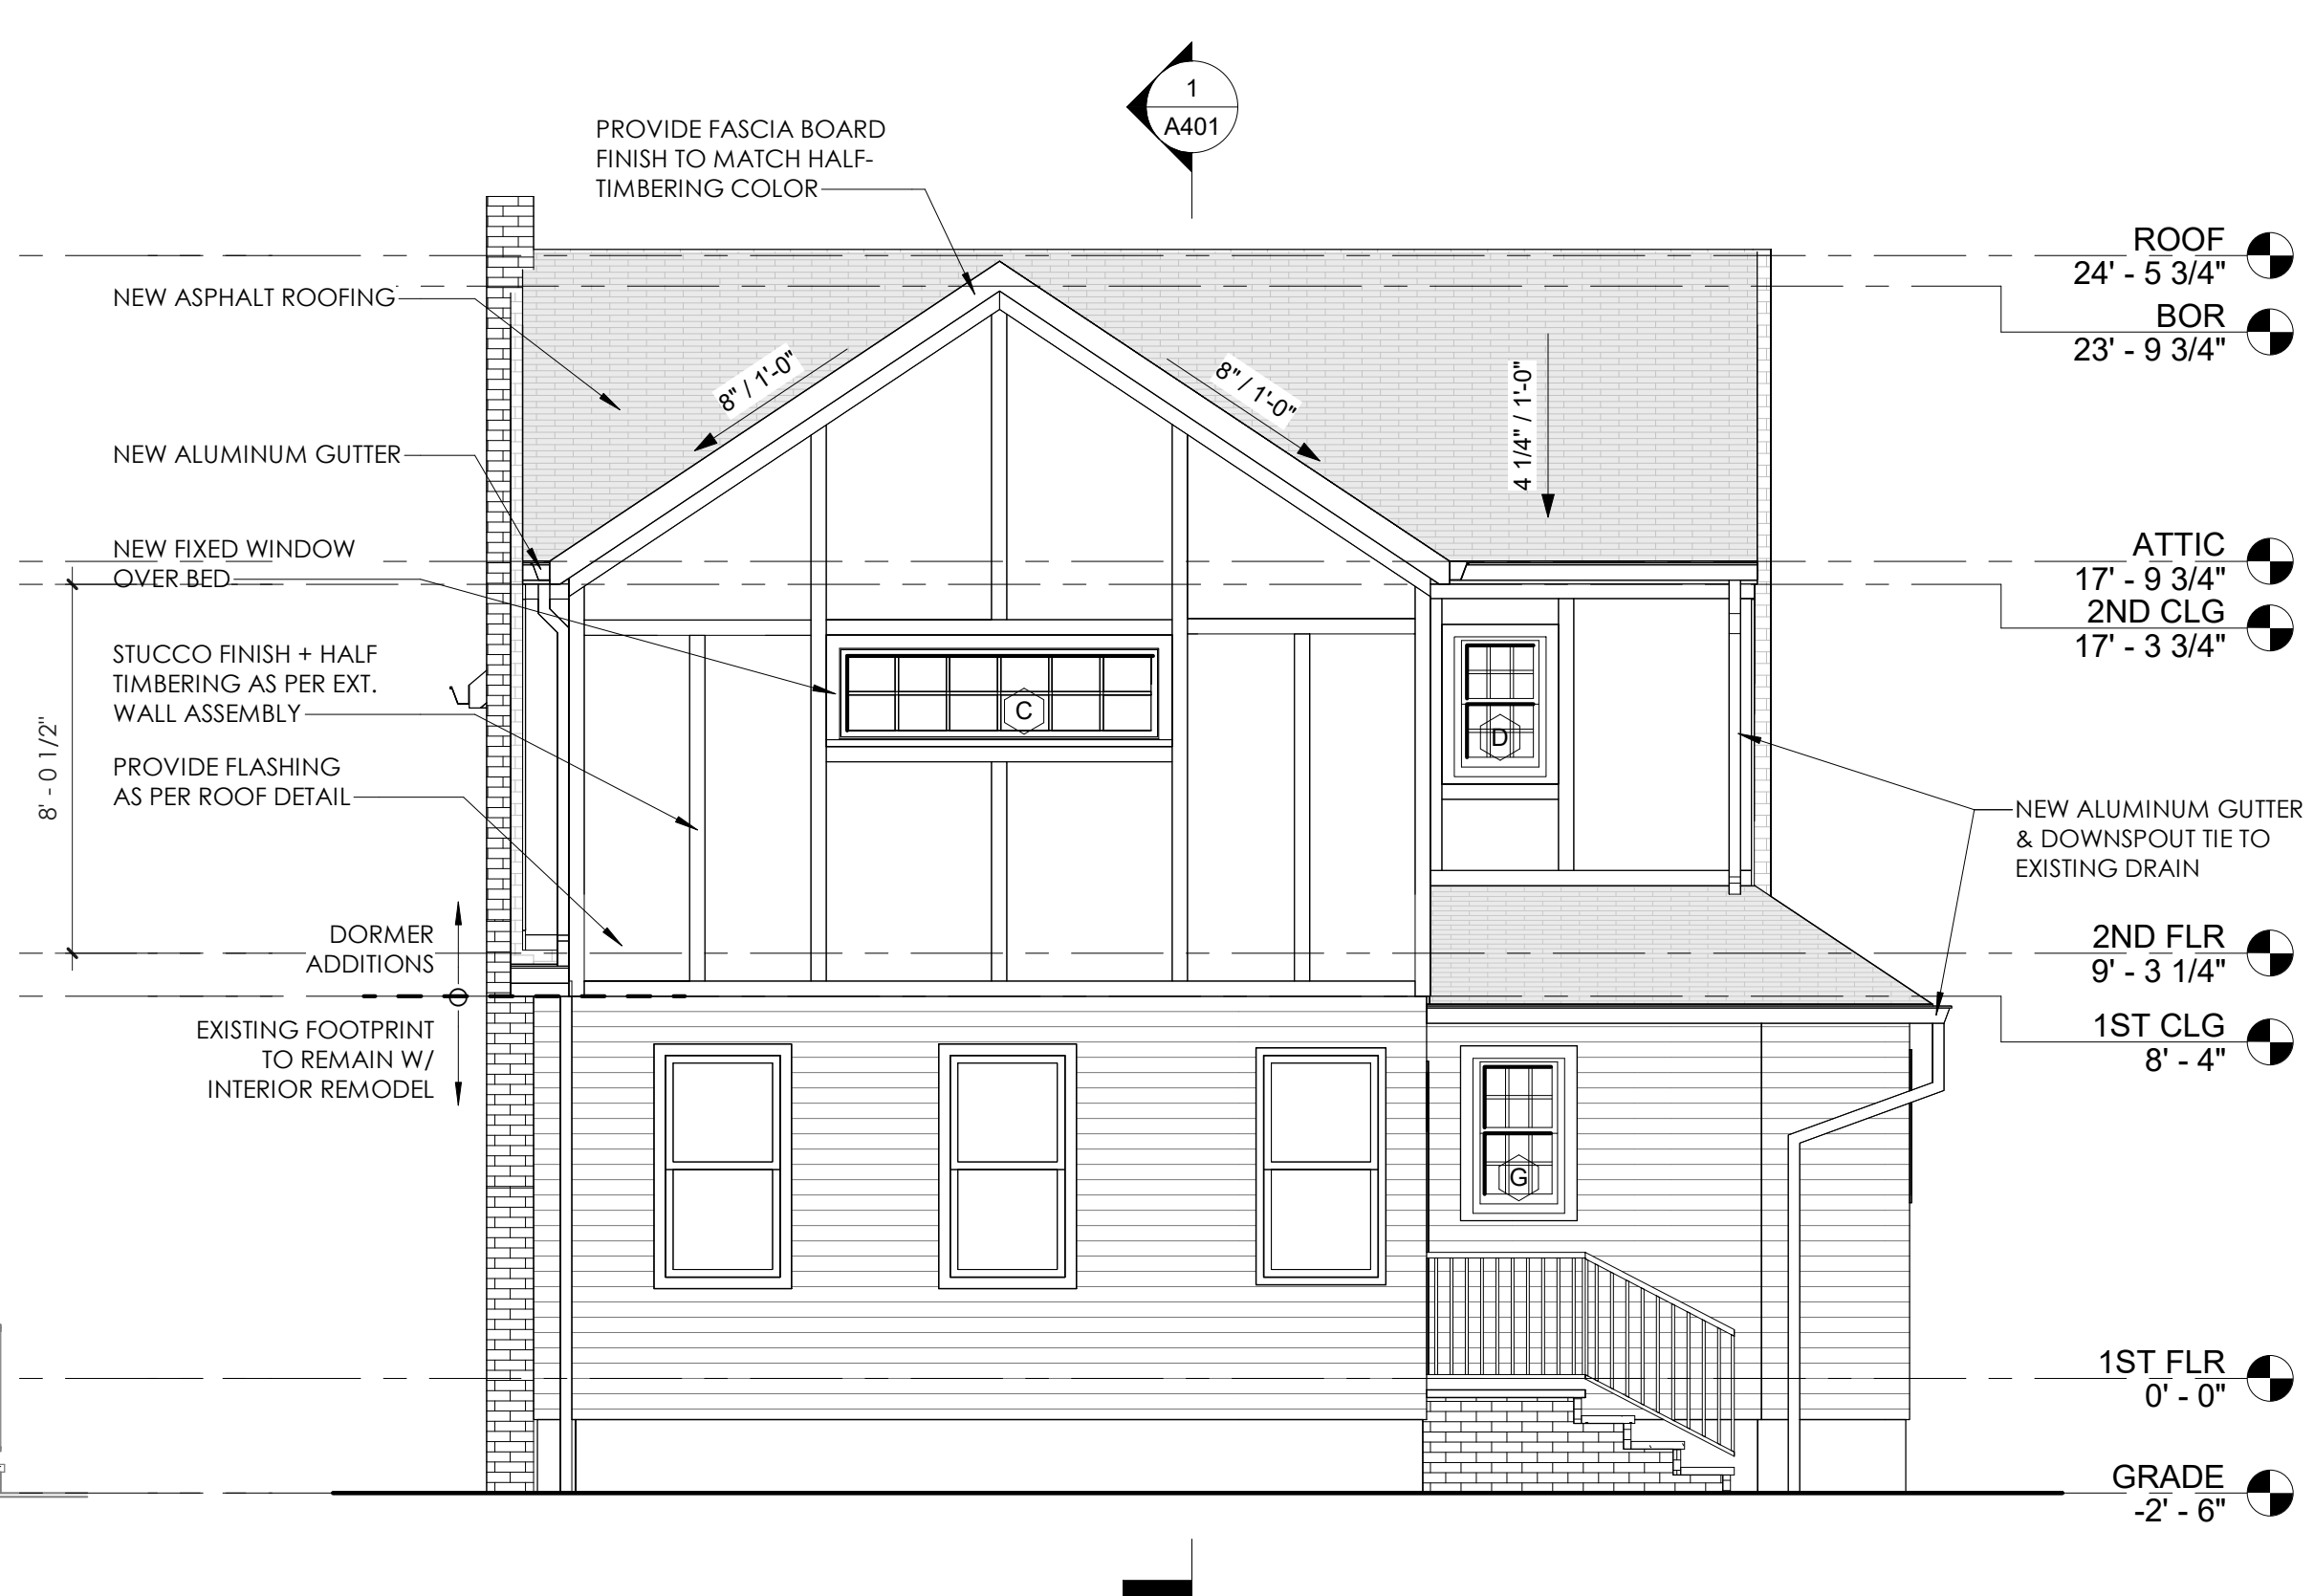 1
A401
PROVIDE FASCIA BOARD
FINISH TO MATCH HALF-
TIMBERING COLOR
NEW ASPHALT ROOFING
NEW ALUMINUM GUTTER
NEW FIXED WINDOW
OVER BED
STUCCO FINISH + HALF
TIMBERING AS PER EXT.
WALL ASSEMBLY
PROVIDE FLASHING
AS PER ROOF DETAIL
8' - 0 1/2"
DORMER
ADDITIONS
EXISTING FOOTPRINT
TO REMAIN W/
INTERIOR REMODEL
8" / 1'-0"
8" / 1'-0"
4 1/4" / 1'-0"
C
D
G
NEW ALUMINUM GUTTER
& DOWNSPOUT TIE TO
EXISTING DRAIN
ROOF
24' - 5 3/4"
BOR
23' - 9 3/4"
ATTIC
17' - 9 3/4"
2ND CLG
17' - 3 3/4"
2ND FLR
9' - 3 1/4"
1ST CLG
8' - 4"
1ST FLR
0' - 0"
GRADE
-2' - 6"